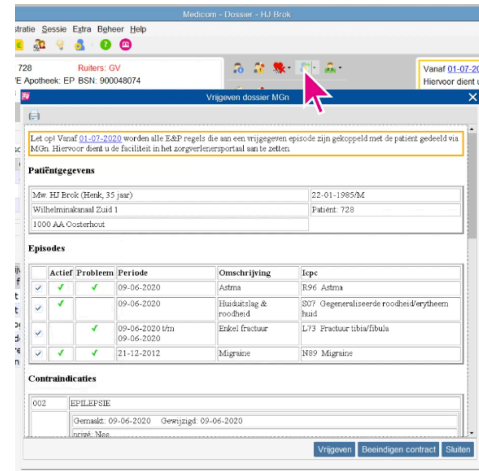 Medicom - Dossier - HJ Brok
stratie Sessie Extra Beheer Help
728 Ruiters: GV
Apotheek: EP BSN: 900048074
Vanaf 01-07-20
Hiervoor dient u
Vrijgeven dossier MGn
Let op! Vanaf 01-07-2020 worden alle E&P regels die aan een vrijgegeven episode zijn gekoppeld met de patiënt gedeeld via
MGn. Hiervoor dient u de faciliteit in het zorgverlenersportaal aan te zetten.
Patiëntgegevens
Mw. HJ Brok (Henk, 35 jaar) 22-01-1985/M
Wilhelminakanaal Zuid 1 Patiënt: 728
1000 AA Oosterhout
Episodes
Actief Probleem Periode Omschrijving Icpc
09-06-2020 Astma R96 Astma
09-06-2020 Huiduitslag & roodheid S07 Gegeneraliseerde roodheid/erytheem huid
09-06-2020 t/m 09-06-2020 Enkel fractuur L73 Fractuur tibia/fibula
21-12-2012 Migraine N89 Migraine
Contraindicaties
002 EPILEPSIE
Gemaakt: 09-06-2020 Gewijzigd: 09-06-2020
privé: Nee
Vrijgeven Beeindigen contract Sluiten